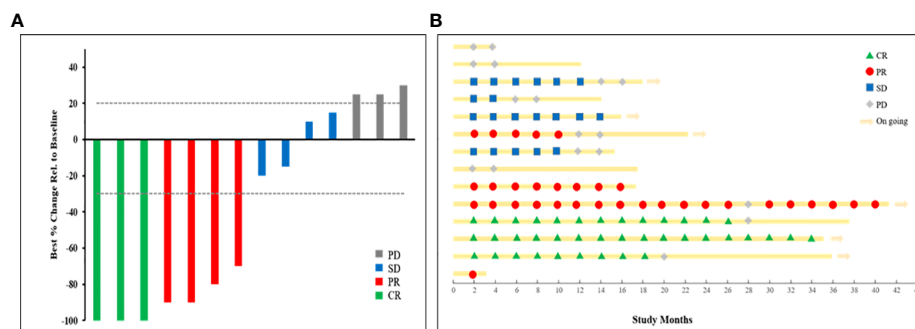 A
B
Best % Change Rel. to Baseline
40
20
0
-20
-40
-60
-80
-100
PD
SD
PR
CR
CR
PR
SD
PD
On going
0 2 4 6 8 10 12 14 16 18 20 22 24 26 28 30 32 34 36 38 40 42 44
Study Months